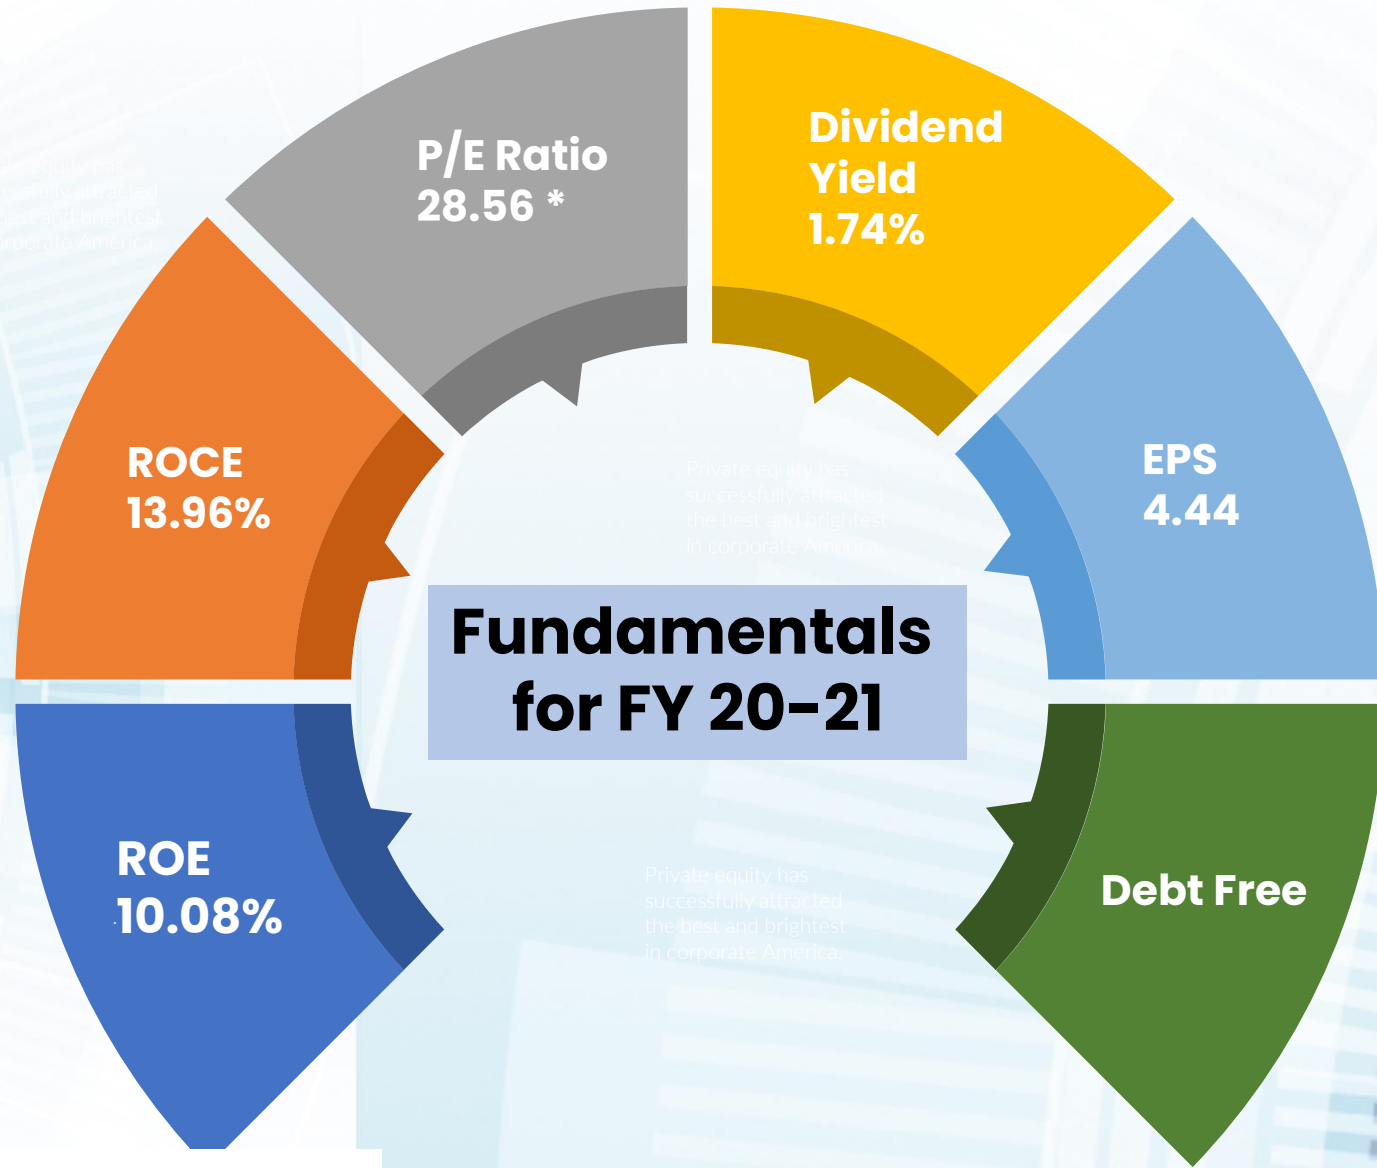 P/E Ratio
28.56 *
Dividend
Yield
1.74%
ROCE
13.96%
EPS
4.44
Private equity has
successfully attracted
the best and brightest
in corporate America.
Fundamentals
for FY 20-21
ROE
10.08%
Debt Free
Private equity has
successfully attracted
the best and brightest
in corporate America.